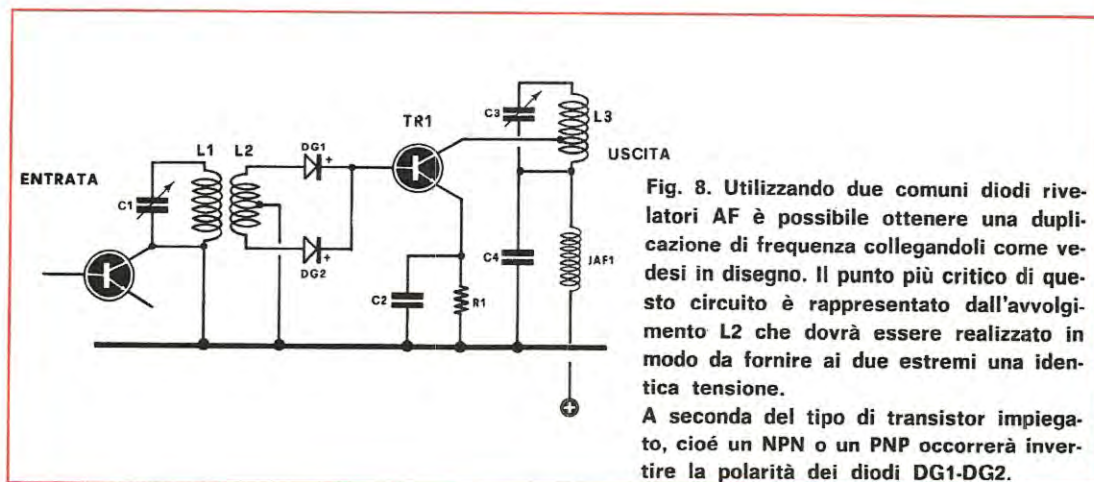 ENTRATA
C1
L1
L2
DG1
+
DG2
+
TR1
C2
R1
C3
L3
USCITA
C4
JAF1
+
Fig. 8. Utilizzando due comuni diodi rive-
latori AF è possibile ottenere una dupli-
cazione di frequenza collegandoli come ve-
desi in disegno. Il punto più critico di que-
sto circuito è rappresentato dall'avvolgi-
mento L2 che dovrà essere realizzato in
modo da fornire ai due estremi una iden-
tica tensione.
A seconda del tipo di transistor impiega-
to, cioé un NPN o un PNP occorrerà inver-
tire la polarità dei diodi DG1-DG2.